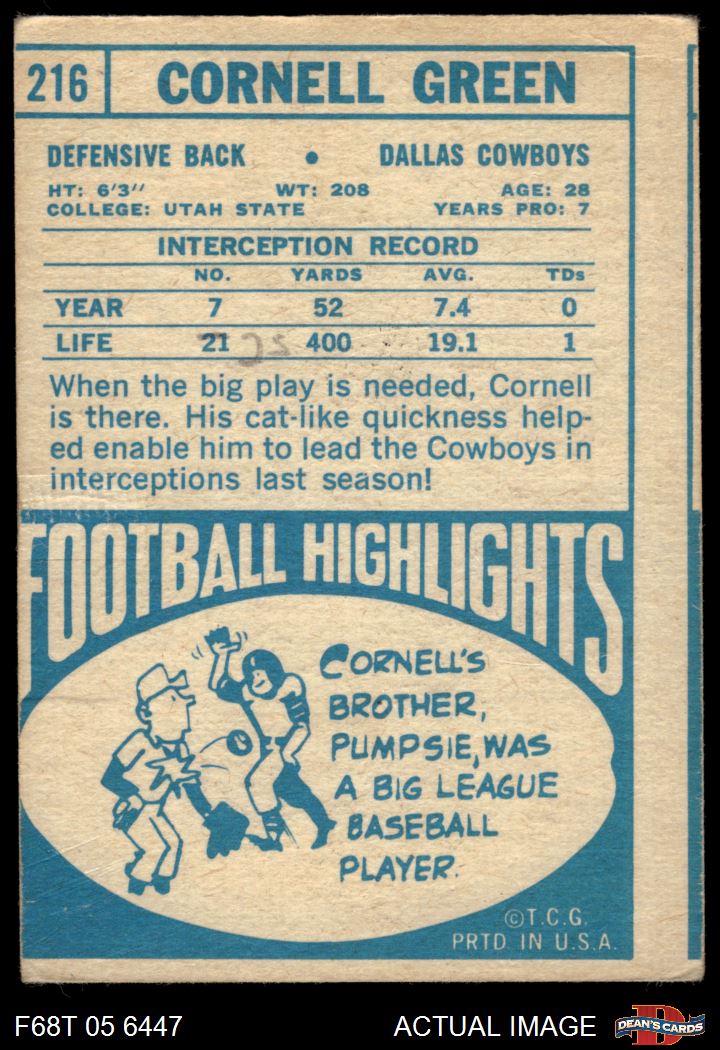 216 CORNELL GREEN
DEFENSIVE BACK • DALLAS COWBOYS
HT: 6'3" WT: 208 AGE: 28
COLLEGE: UTAH STATE YEARS PRO: 7
INTERCEPTION RECORD
NO. YARDS AVG. TDs
YEAR 7 52 7.4 0
LIFE 21 400 19.1 1
When the big play is needed, Cornell
is there. His cat-like quickness help-
ed enable him to lead the Cowboys in
interceptions last season!
FOOTBALL HIGHLIGHTS
CORNELL'S
BROTHER,
PUMPSIE, WAS
A BIG LEAGUE
BASEBALL
PLAYER.
©T.C.G.
PRTD. IN U.S.A.
F68T 05 6447 ACTUAL IMAGE DEAN'S CARDS